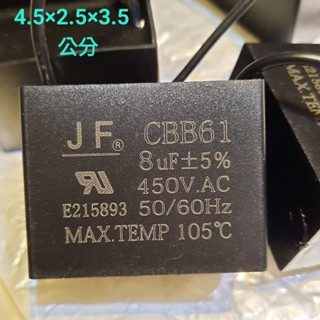 4.5×2.5×3.5
公分
JF® CBB61
8uF±5%
450V.AC
E215893 50/60Hz
MAX.TEMP 105℃
MAX.TEM